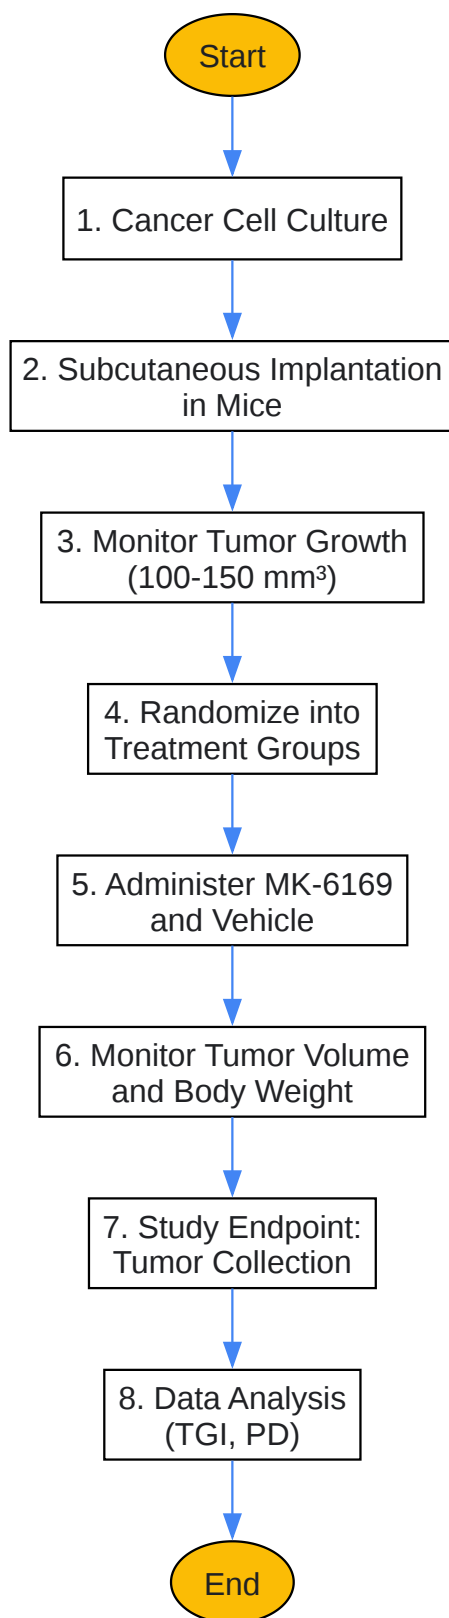 Start
1. Cancer Cell Culture
2. Subcutaneous Implantation
in Mice
3. Monitor Tumor Growth
(100-150 mm³)
4. Randomize into
Treatment Groups
5. Administer MK-6169
and Vehicle
6. Monitor Tumor Volume
and Body Weight
7. Study Endpoint:
Tumor Collection
8. Data Analysis
(TGI, PD)
End